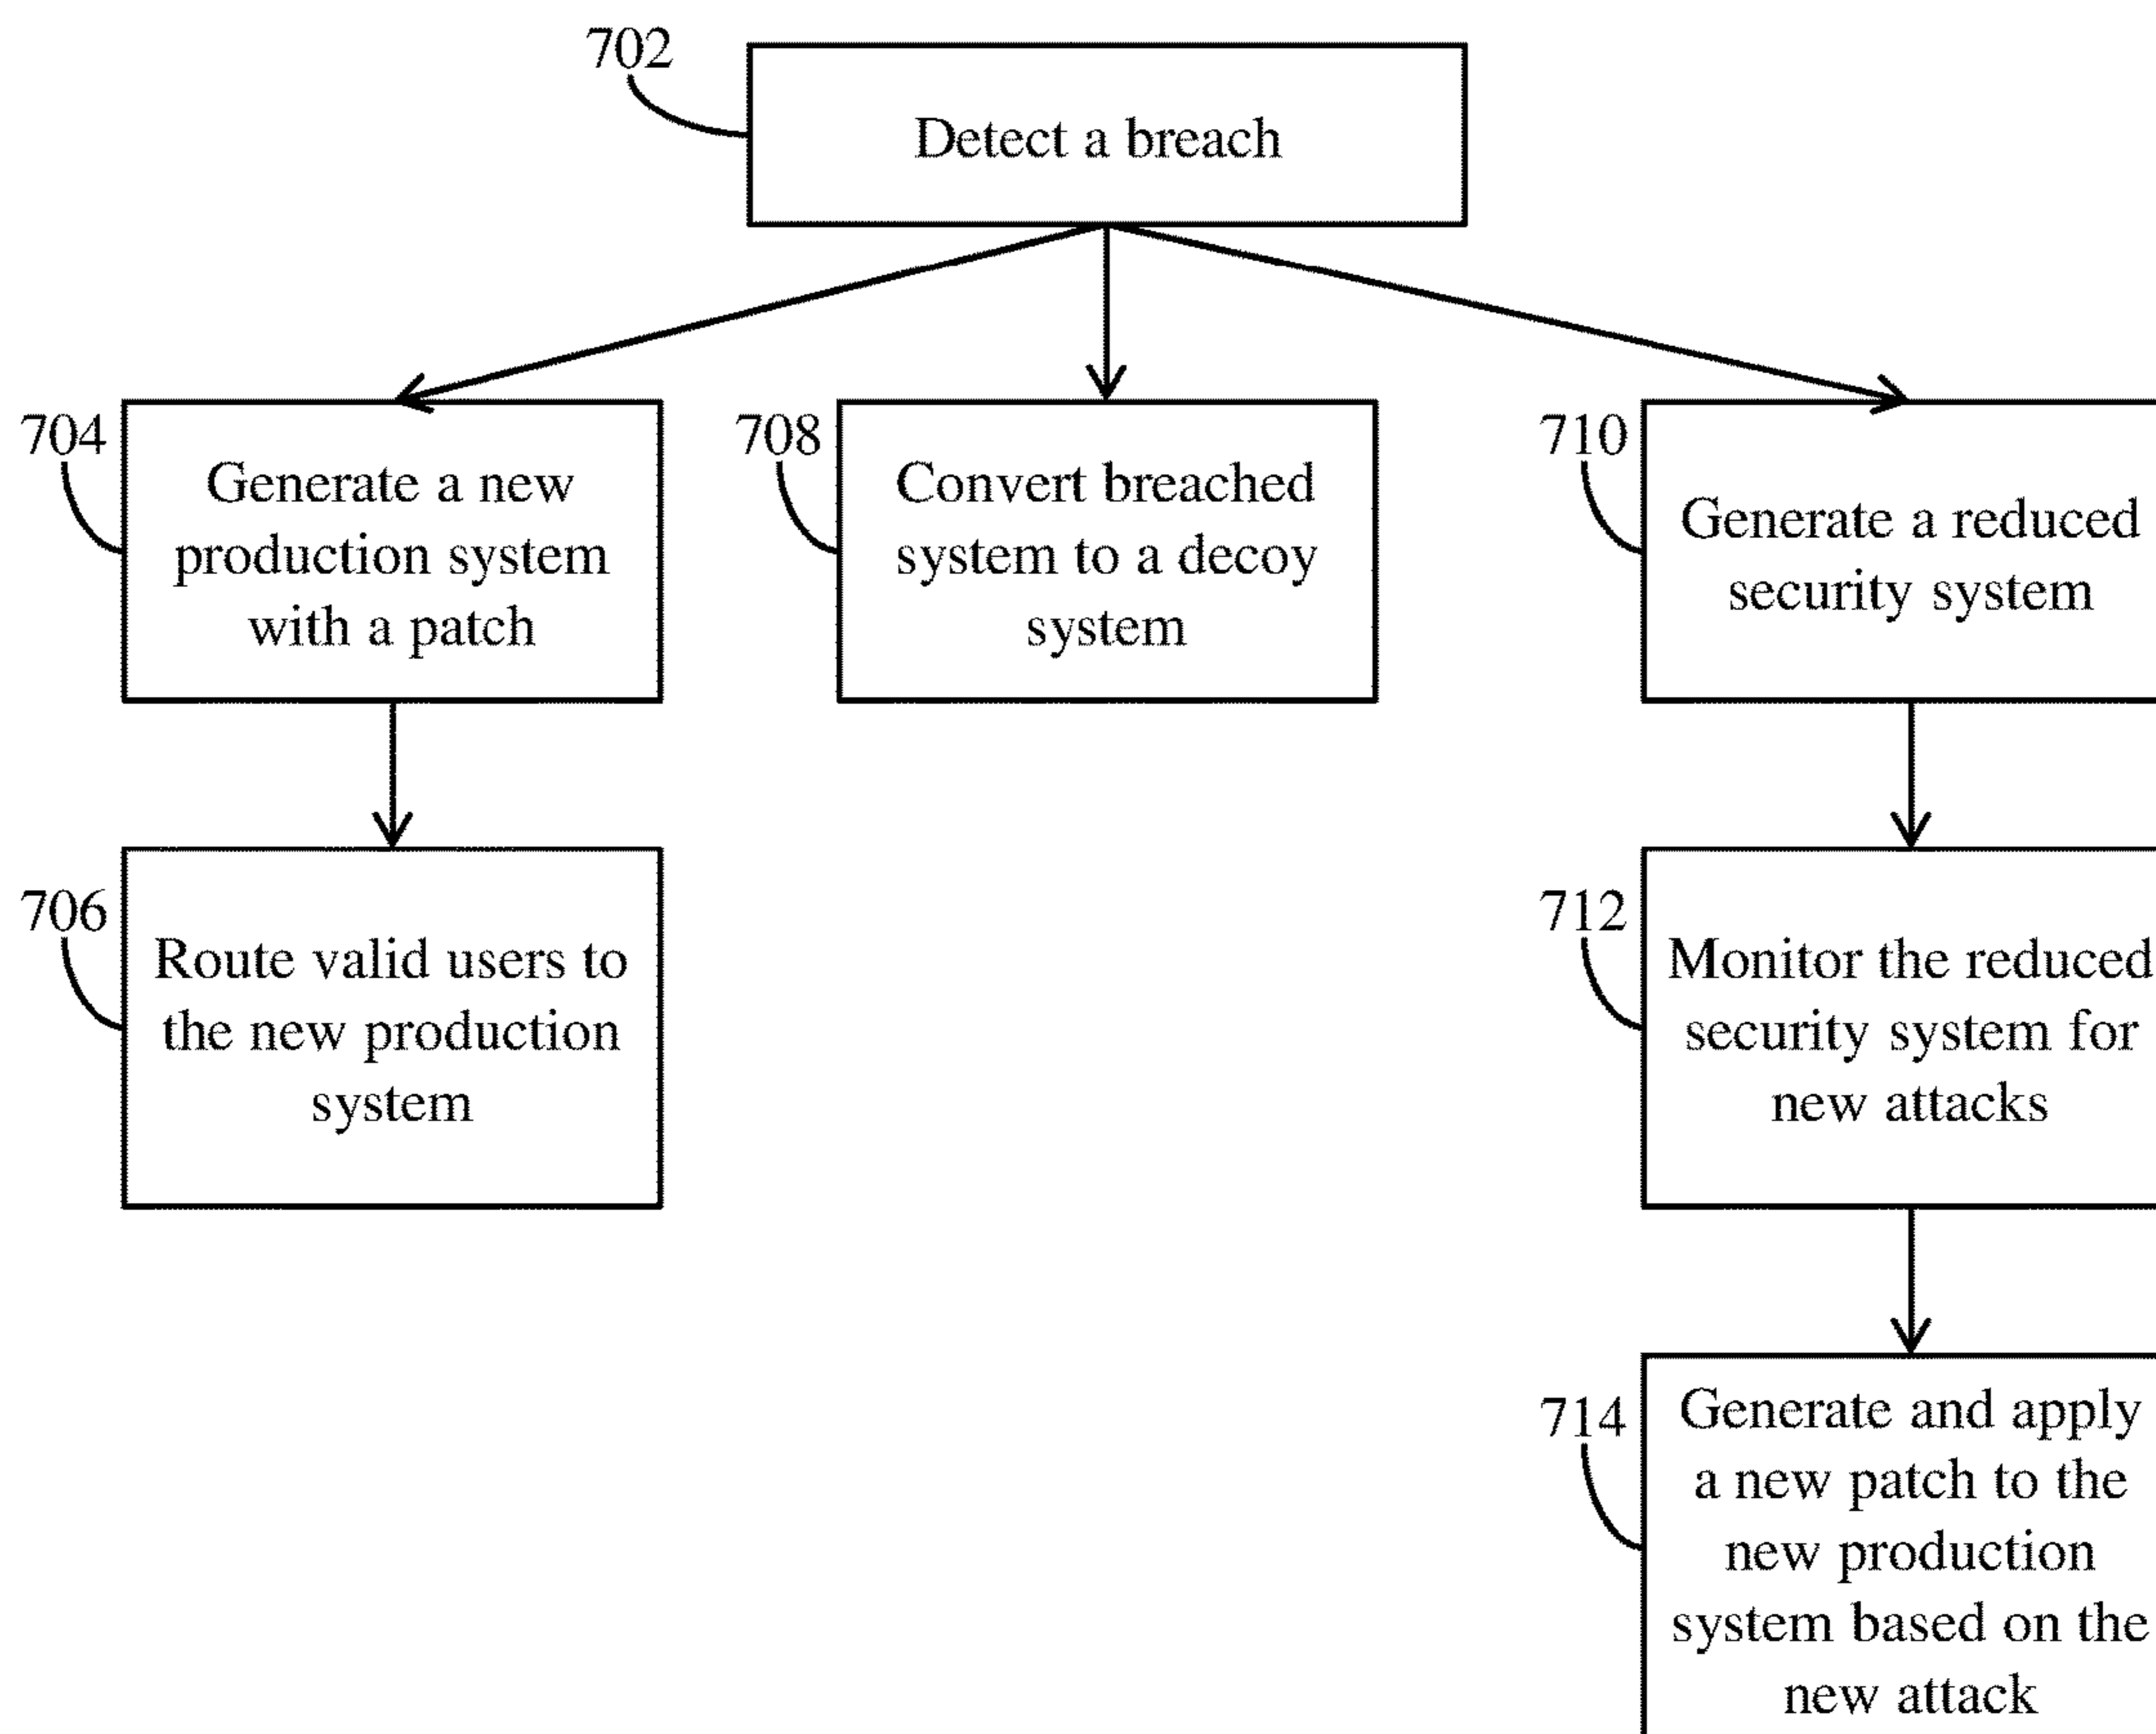 702
Detect a breach
704
Generate a new
production system
with a patch
708
Convert breached
system to a decoy
system
710
Generate a reduced
security system
706
Route valid users to
the new production
system
712
Monitor the reduced
security system for
new attacks
714
Generate and apply
a new patch to the
new production
system based on the
new attack